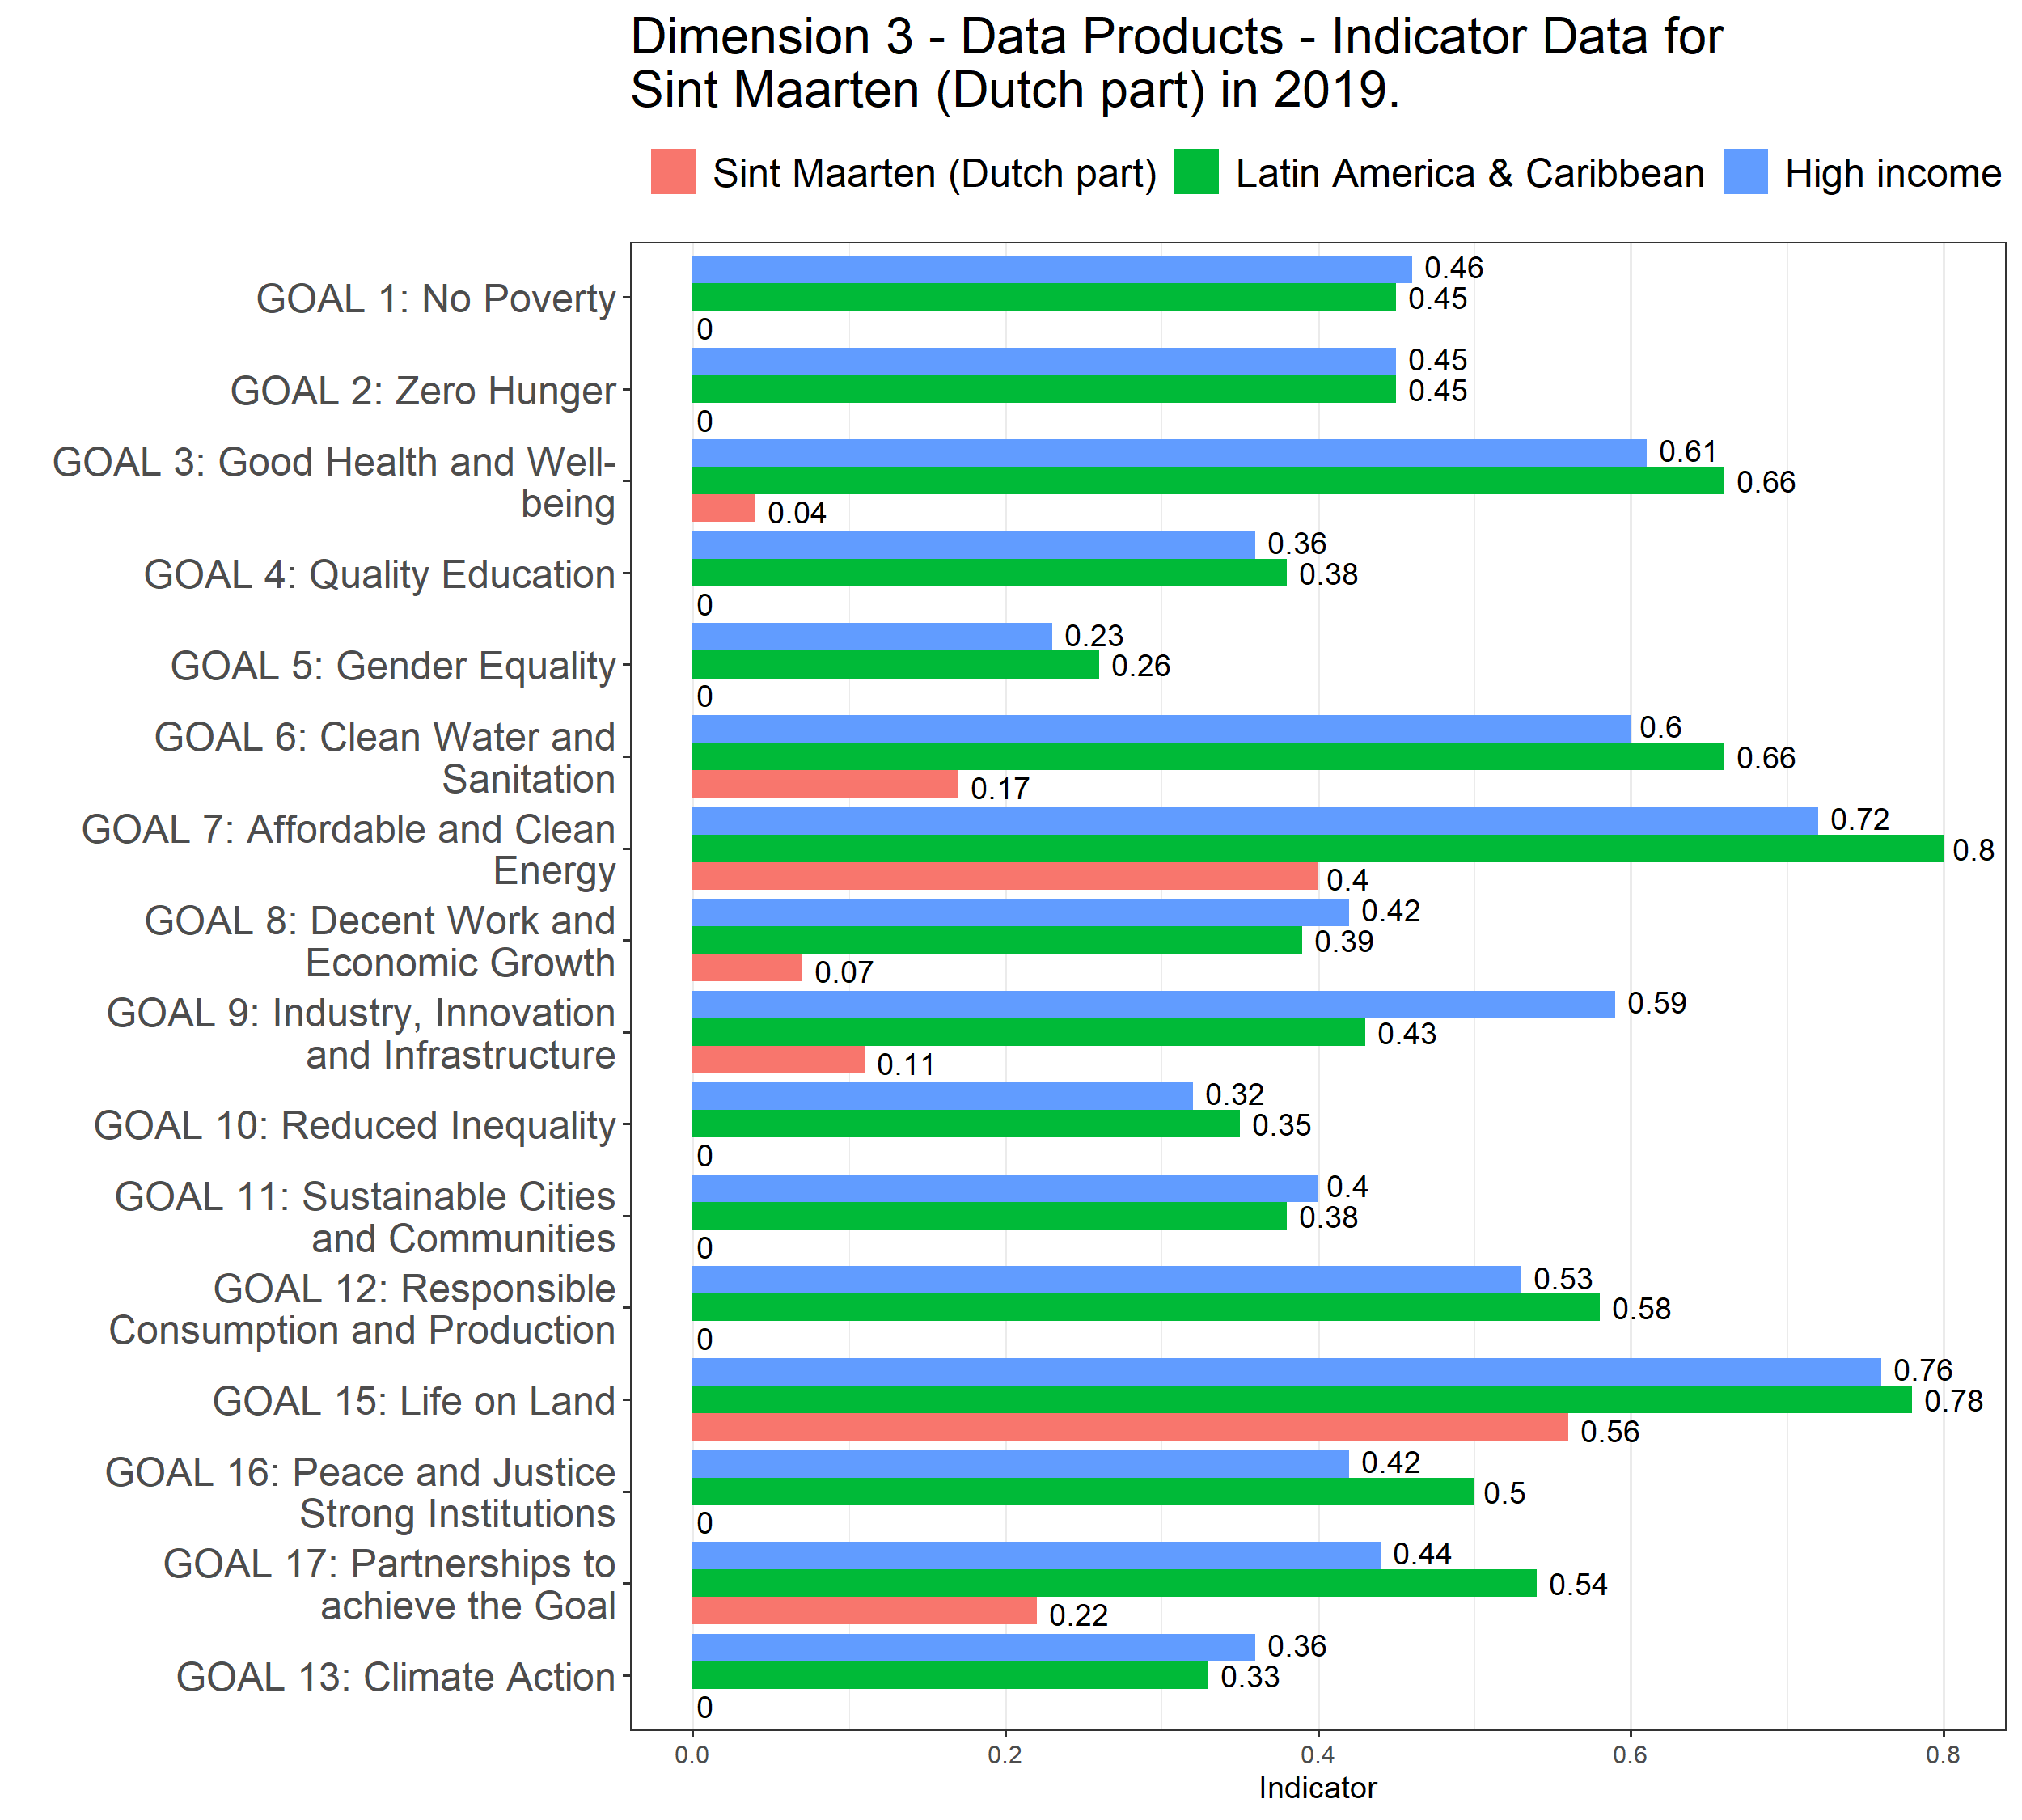 Dimension 3 - Data Products - Indicator Data for
Sint Maarten (Dutch part) in 2019.
Sint Maarten (Dutch part) Latin America & Caribbean High income
GOAL 1: No Poverty
0.46
0.45
0
GOAL 2: Zero Hunger
0.45
0.45
0
GOAL 3: Good Health and Well-
being
0.61
0.66
0.04
GOAL 4: Quality Education
0.36
0.38
0
GOAL 5: Gender Equality
0.23
0.26
0
GOAL 6: Clean Water and
Sanitation
0.6
0.66
0.17
GOAL 7: Affordable and Clean
Energy
0.72
0.8
0.4
GOAL 8: Decent Work and
Economic Growth
0.42
0.39
0.07
GOAL 9: Industry, Innovation
and Infrastructure
0.59
0.43
0.11
GOAL 10: Reduced Inequality
0.32
0.35
0
GOAL 11: Sustainable Cities
and Communities
0.4
0.38
0
GOAL 12: Responsible
Consumption and Production
0.53
0.58
0
GOAL 15: Life on Land
0.76
0.78
0.56
GOAL 16: Peace and Justice
Strong Institutions
0.42
0.5
0
GOAL 17: Partnerships to
achieve the Goal
0.44
0.54
0.22
GOAL 13: Climate Action
0.36
0.33
0
0.0 0.2 0.4 0.6 0.8
Indicator